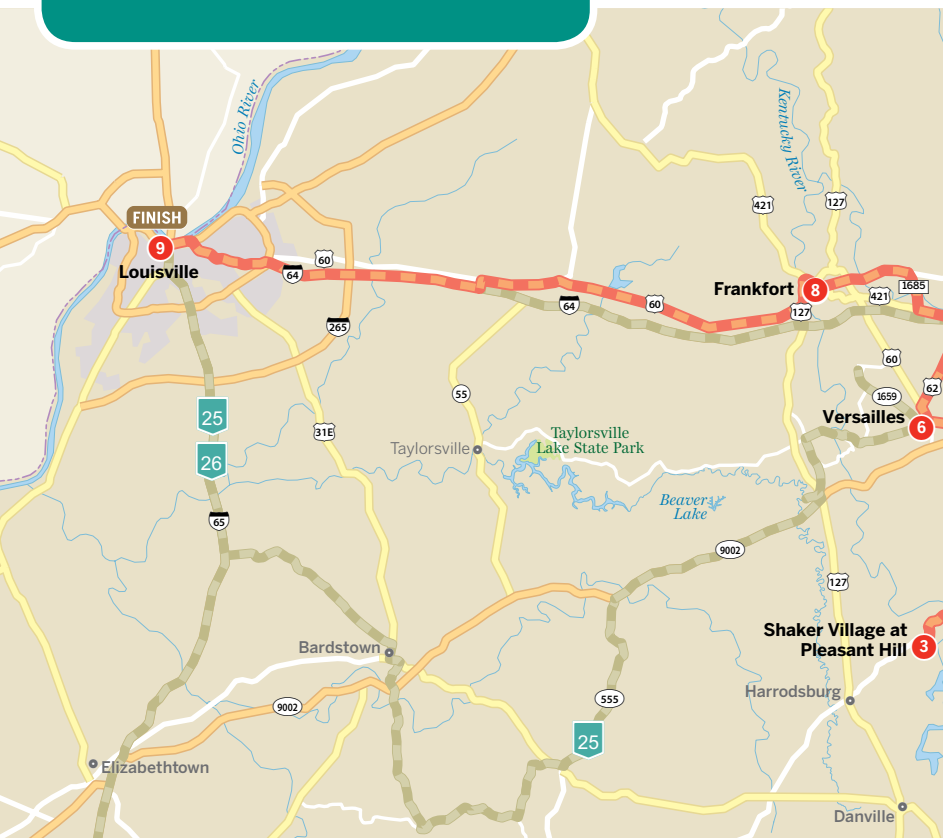 Ohio River
Kentucky River
421
127
FINISH
9
Louisville
60
64
Frankfort
8
1685
421
64
60
127
265
60
62
1659
55
Versailles
6
25
31E
Taylorsville
Taylorsville
Lake State Park
26
Beaver
Lake
65
9002
127
Shaker Village at
Pleasant Hill
3
Bardstown
Harrodsburg
555
9002
25
Elizabethtown
Danville